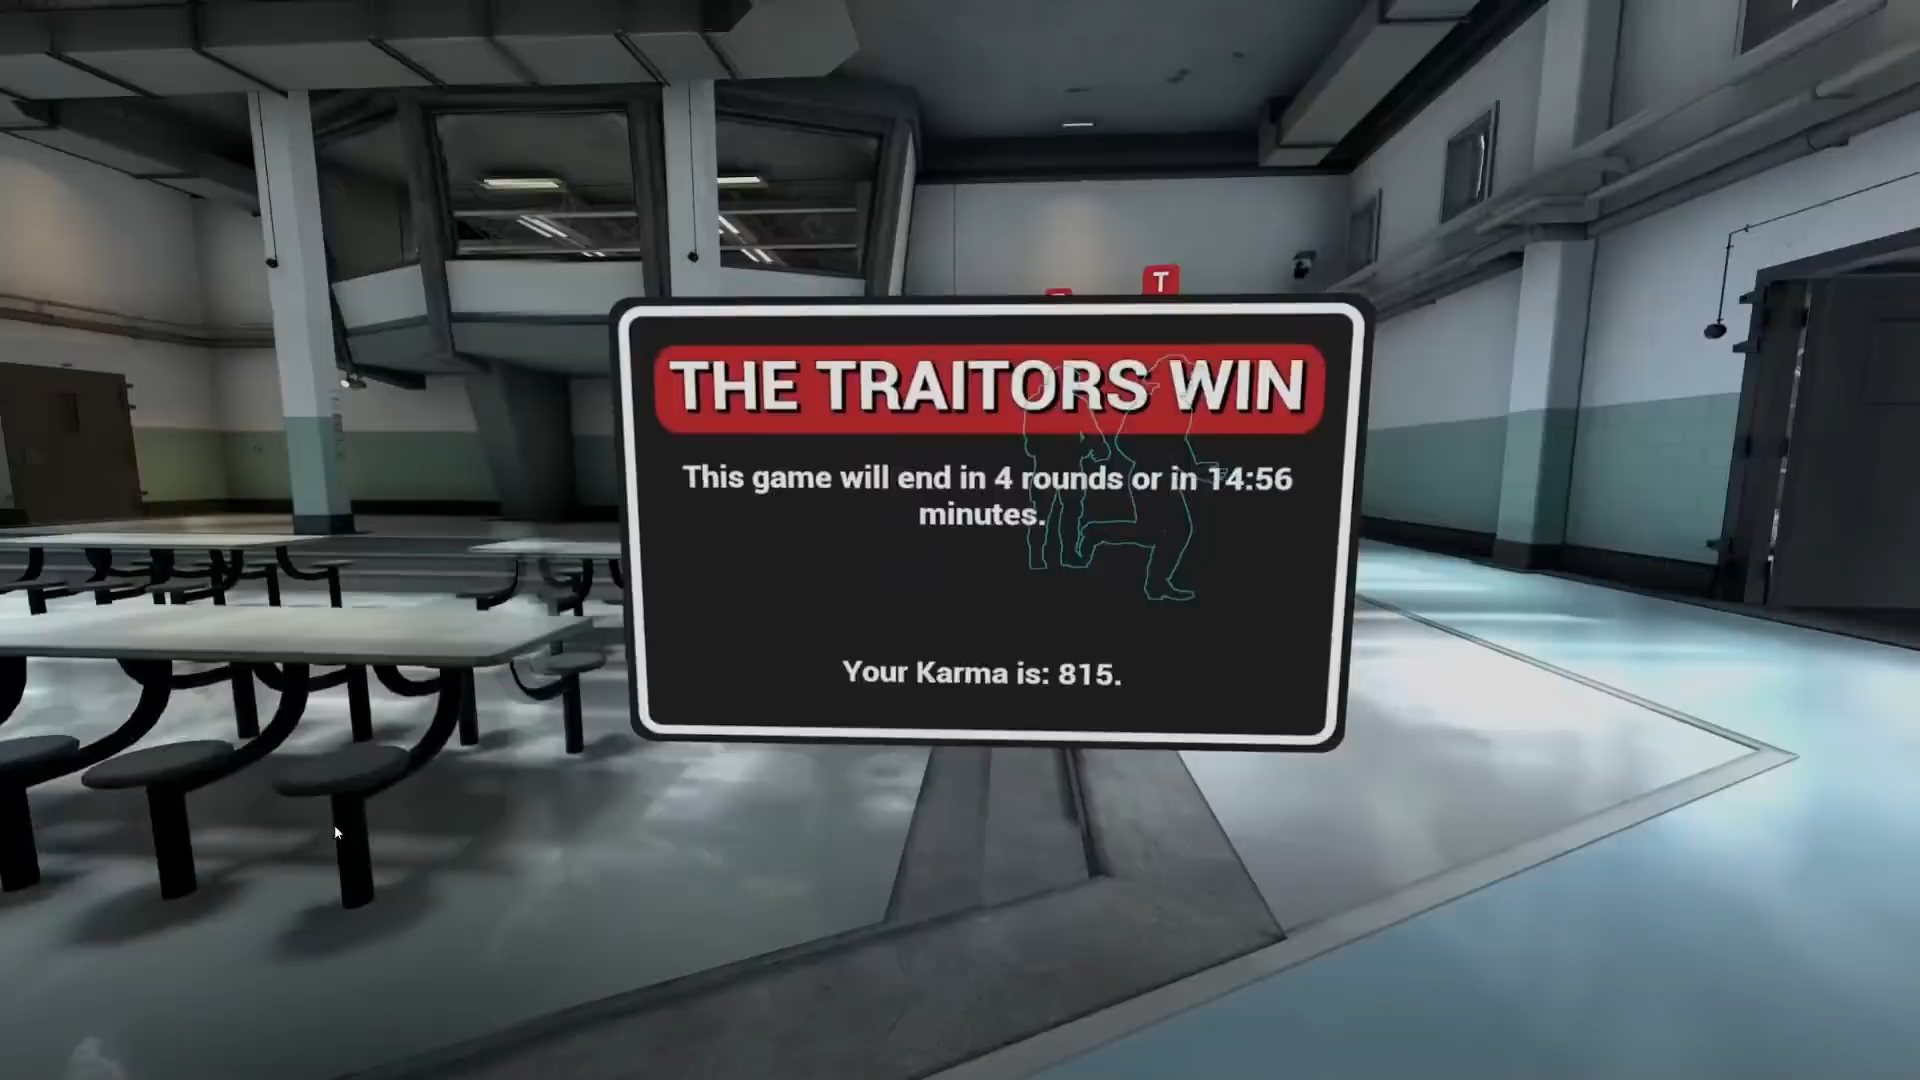 T
THE TRAITORS WIN
This game will end in 4 rounds or in 14:56
minutes.
Your Karma is: 815.